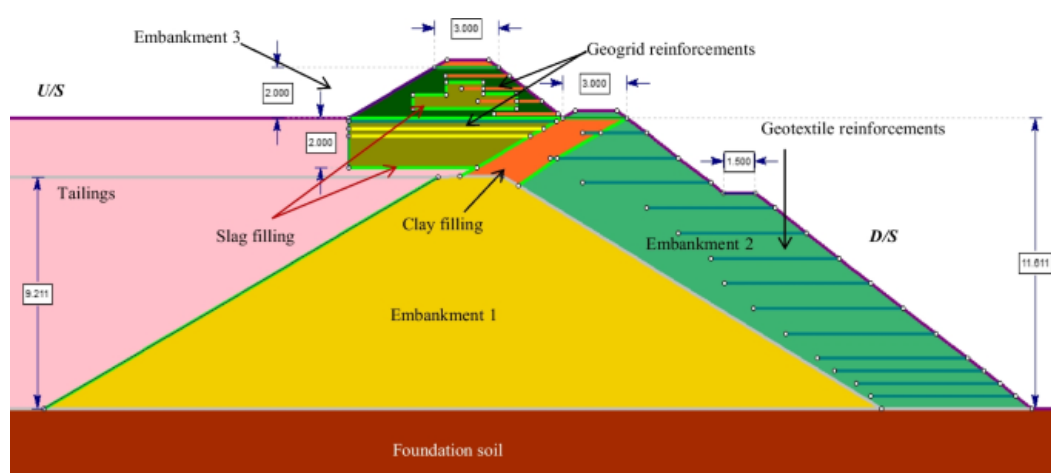 3.000
Embankment 3
Geogrid reinforcements
U/S
2.000
3.000
Geotextile reinforcements
2.000
1.500
Tailings
Slag filling
Clay filling
Embankment 2
D/S
11.611
9.211
Embankment 1
Foundation soil